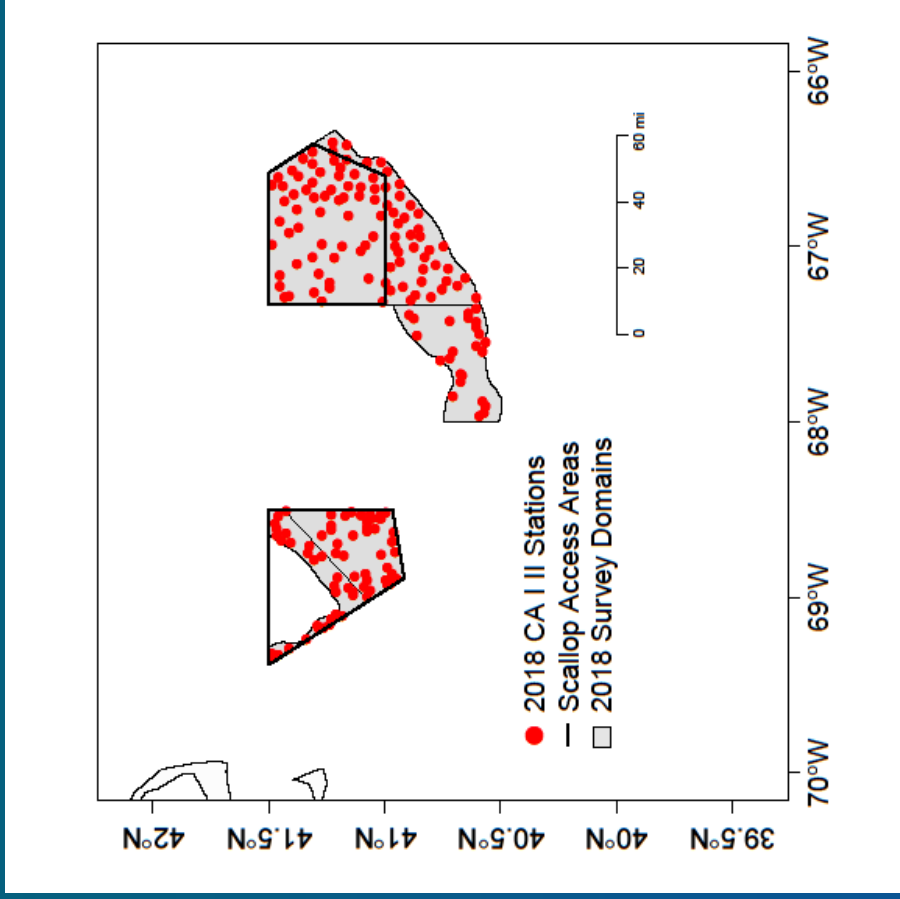 2018 CA I II Stations
Scallop Access Areas
2018 Survey Domains
0
20
40
60 mi
42°N
41.5°N
41°N
40.5°N
40°N
39.5°N
70°W
69°W
68°W
67°W
66°W